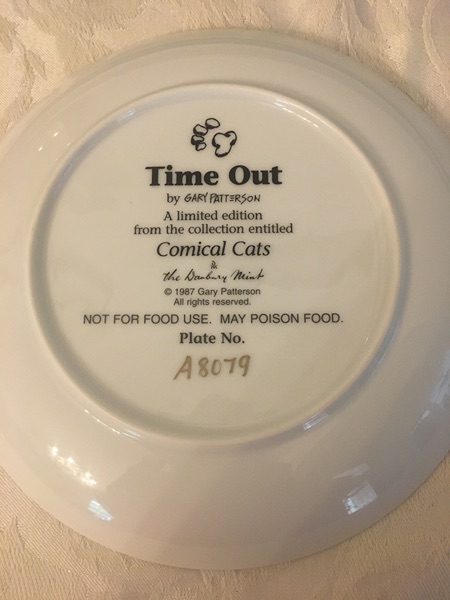 Time Out
by GARY PATTERSON
A limited edition
from the collection entitled
Comical Cats
The Danbury Mint
© 1987 Gary Patterson
All rights reserved.
NOT FOR FOOD USE. MAY POISON FOOD.
Plate No.
A8079